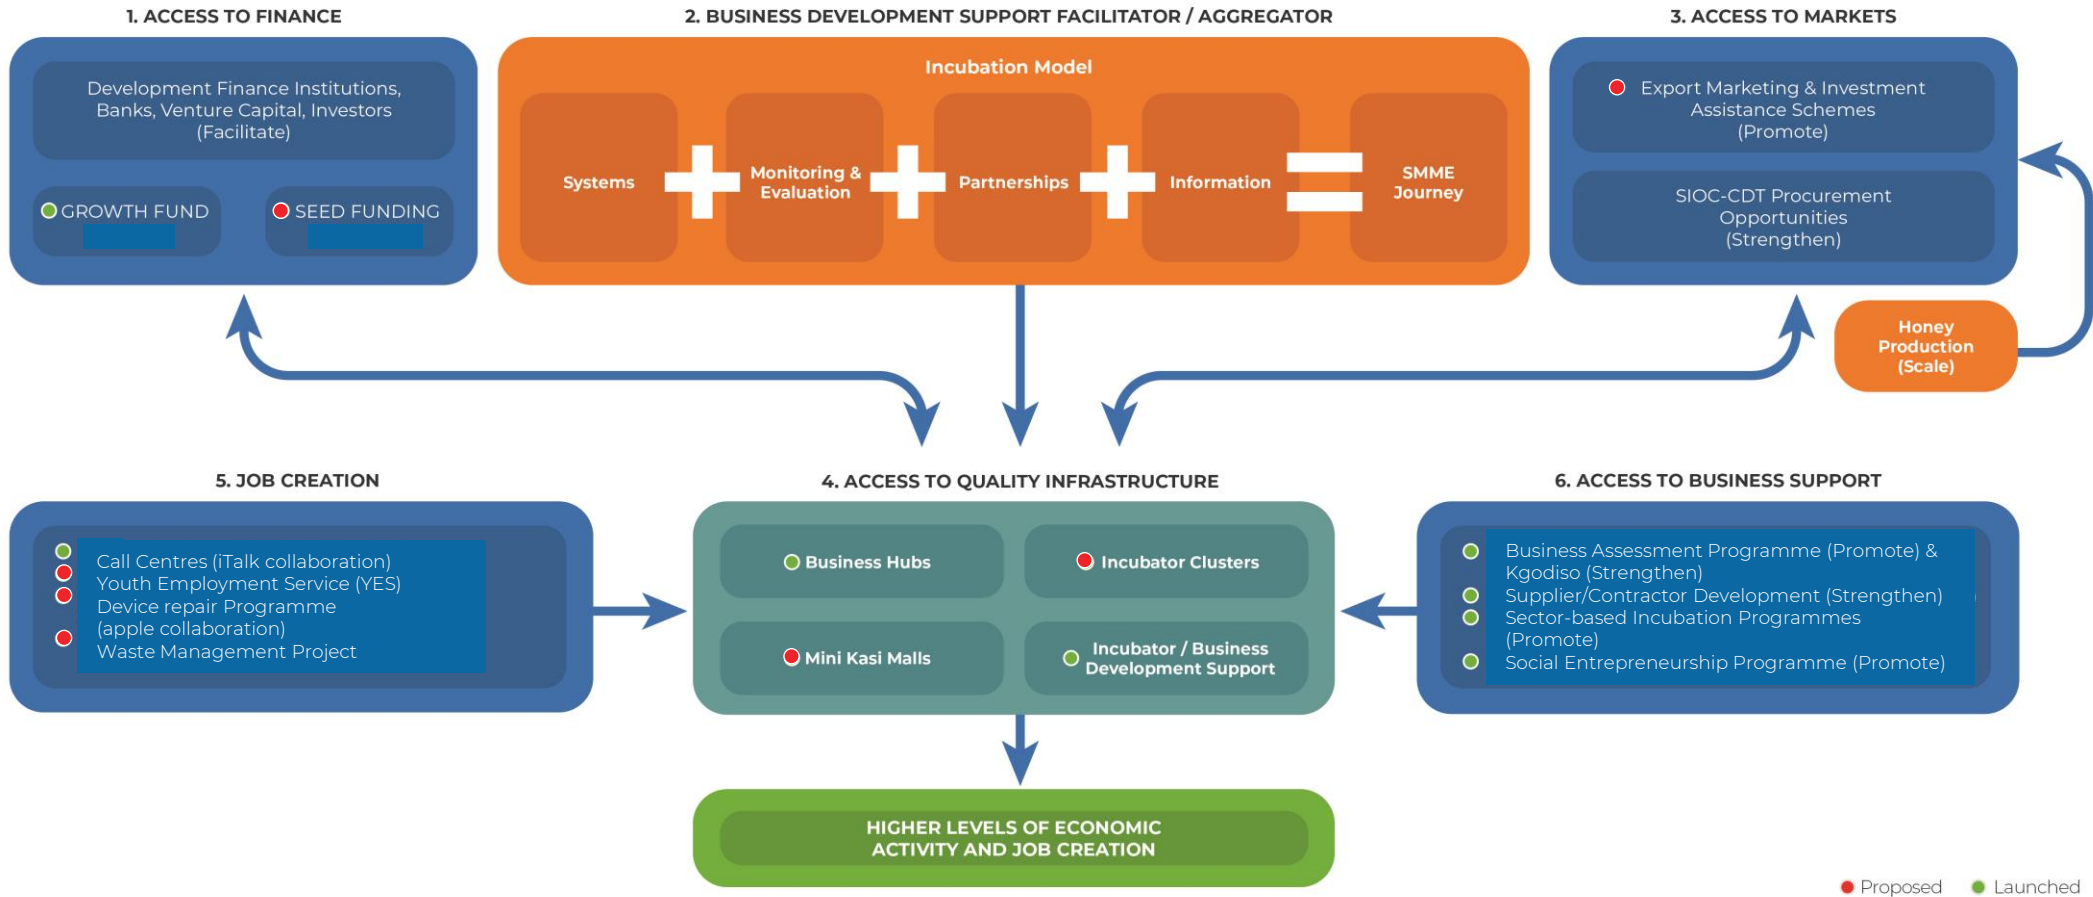 1. ACCESS TO FINANCE
Development Finance Institutions,
Banks, Venture Capital, Investors
(Facilitate)
GROWTH FUND
SEED FUNDING
2. BUSINESS DEVELOPMENT SUPPORT FACILITATOR / AGGREGATOR
Incubation Model
Systems
Monitoring &
Evaluation
Partnerships
Information
SMME
Journey
3. ACCESS TO MARKETS
Export Marketing & Investment
Assistance Schemes
(Promote)
SIOC-CDT Procurement
Opportunities
(Strengthen)
Honey
Production
(Scale)
5. JOB CREATION
Call Centres (iTalk collaboration)
Youth Employment Service (YES)
Device repair Programme
(apple collaboration)
Waste Management Project
4. ACCESS TO QUALITY INFRASTRUCTURE
Business Hubs
Incubator Clusters
Mini Kasi Malls
Incubator / Business
Development Support
6. ACCESS TO BUSINESS SUPPORT
Business Assessment Programme (Promote) &
Kgodiso (Strengthen)
Supplier/Contractor Development (Strengthen)
Sector-based Incubation Programmes
(Promote)
Social Entrepreneurship Programme (Promote)
HIGHER LEVELS OF ECONOMIC
ACTIVITY AND JOB CREATION
Proposed
Launched